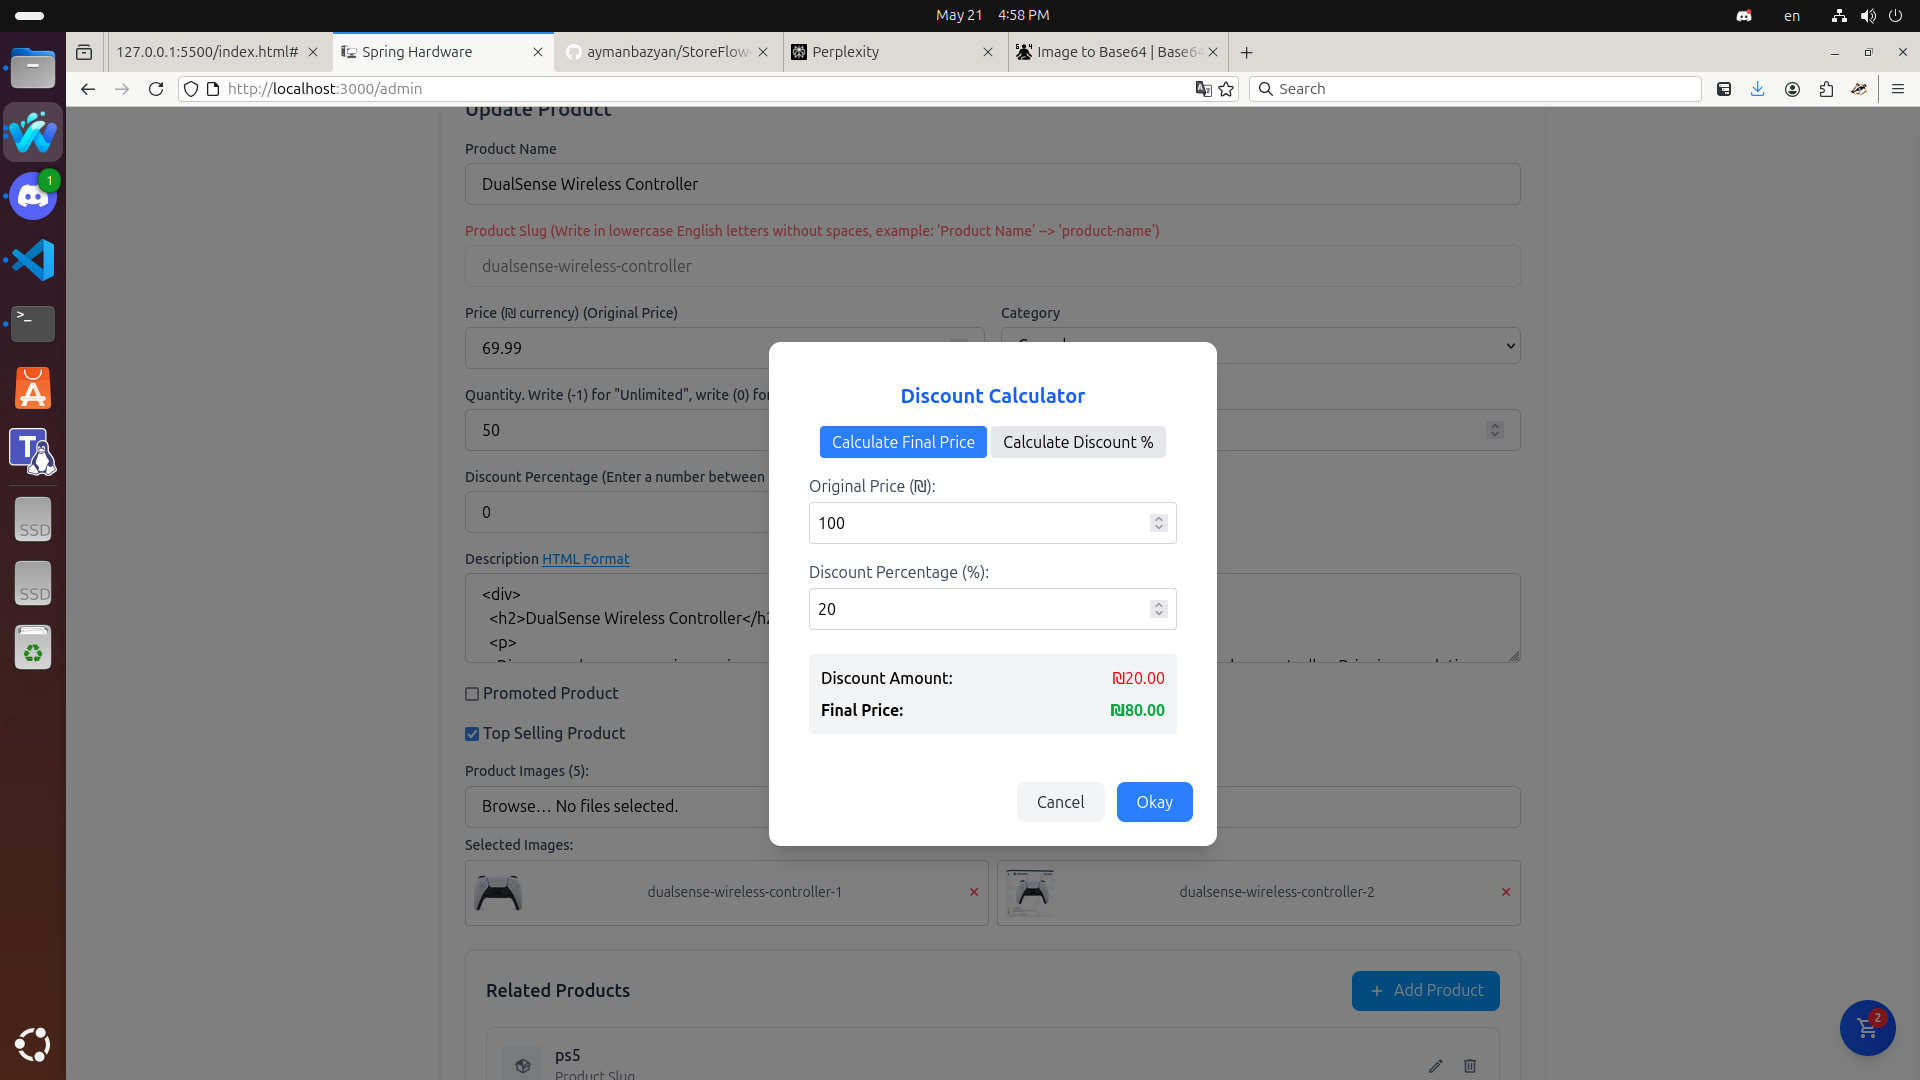 May 21 4:58 PM
en
127.0.0.1:5500/index.html#
Spring Hardware
aymanbazyan/StoreFlow-
Perplexity
Image to Base64 | Base64
http://localhost:3000/admin
Search
1
Update Product
Product Name
DualSense Wireless Controller
Product Slug (Write in lowercase English letters without spaces, example: 'Product Name' --> 'product-name')
dualsense-wireless-controller
Price (₪ currency) (Original Price)
Category
69.99
Quantity. Write (-1) for "Unlimited", write (0) for
50
Discount Percentage (Enter a number between
0
Description HTML Format
<div>
<h2>DualSense Wireless Controller</h2
<p>
Promoted Product
Top Selling Product
Product Images (5):
Browse… No files selected.
Selected Images:
dualsense-wireless-controller-1
dualsense-wireless-controller-2
Related Products
+ Add Product
ps5
Product Slug
2
Discount Calculator
Calculate Final Price
Calculate Discount %
Original Price (₪):
100
Discount Percentage (%):
20
Discount Amount: ₪20.00
Final Price: ₪80.00
Cancel
Okay
>_
A
T
SSD
SSD